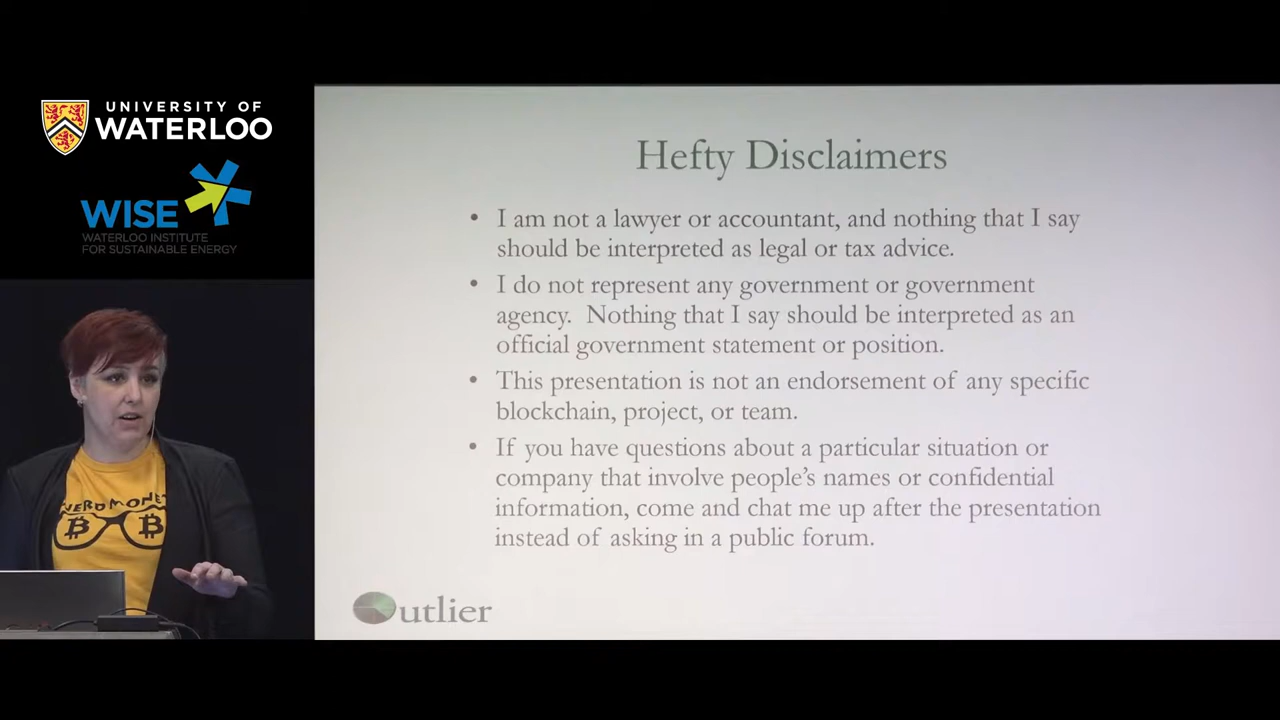 UNIVERSITY OF
WATERLOO
WISE
WATERLOO INSTITUTE
FOR SUSTAINABLE ENERGY
NERD MONEY
B B
Hefty Disclaimers
• I am not a lawyer or accountant, and nothing that I say
should be interpreted as legal or tax advice.
• I do not represent any government or government
agency. Nothing that I say should be interpreted as an
official government statement or position.
• This presentation is not an endorsement of any specific
blockchain, project, or team.
• If you have questions about a particular situation or
company that involve people's names or confidential
information, come and chat me up after the presentation
instead of asking in a public forum.
Outlier